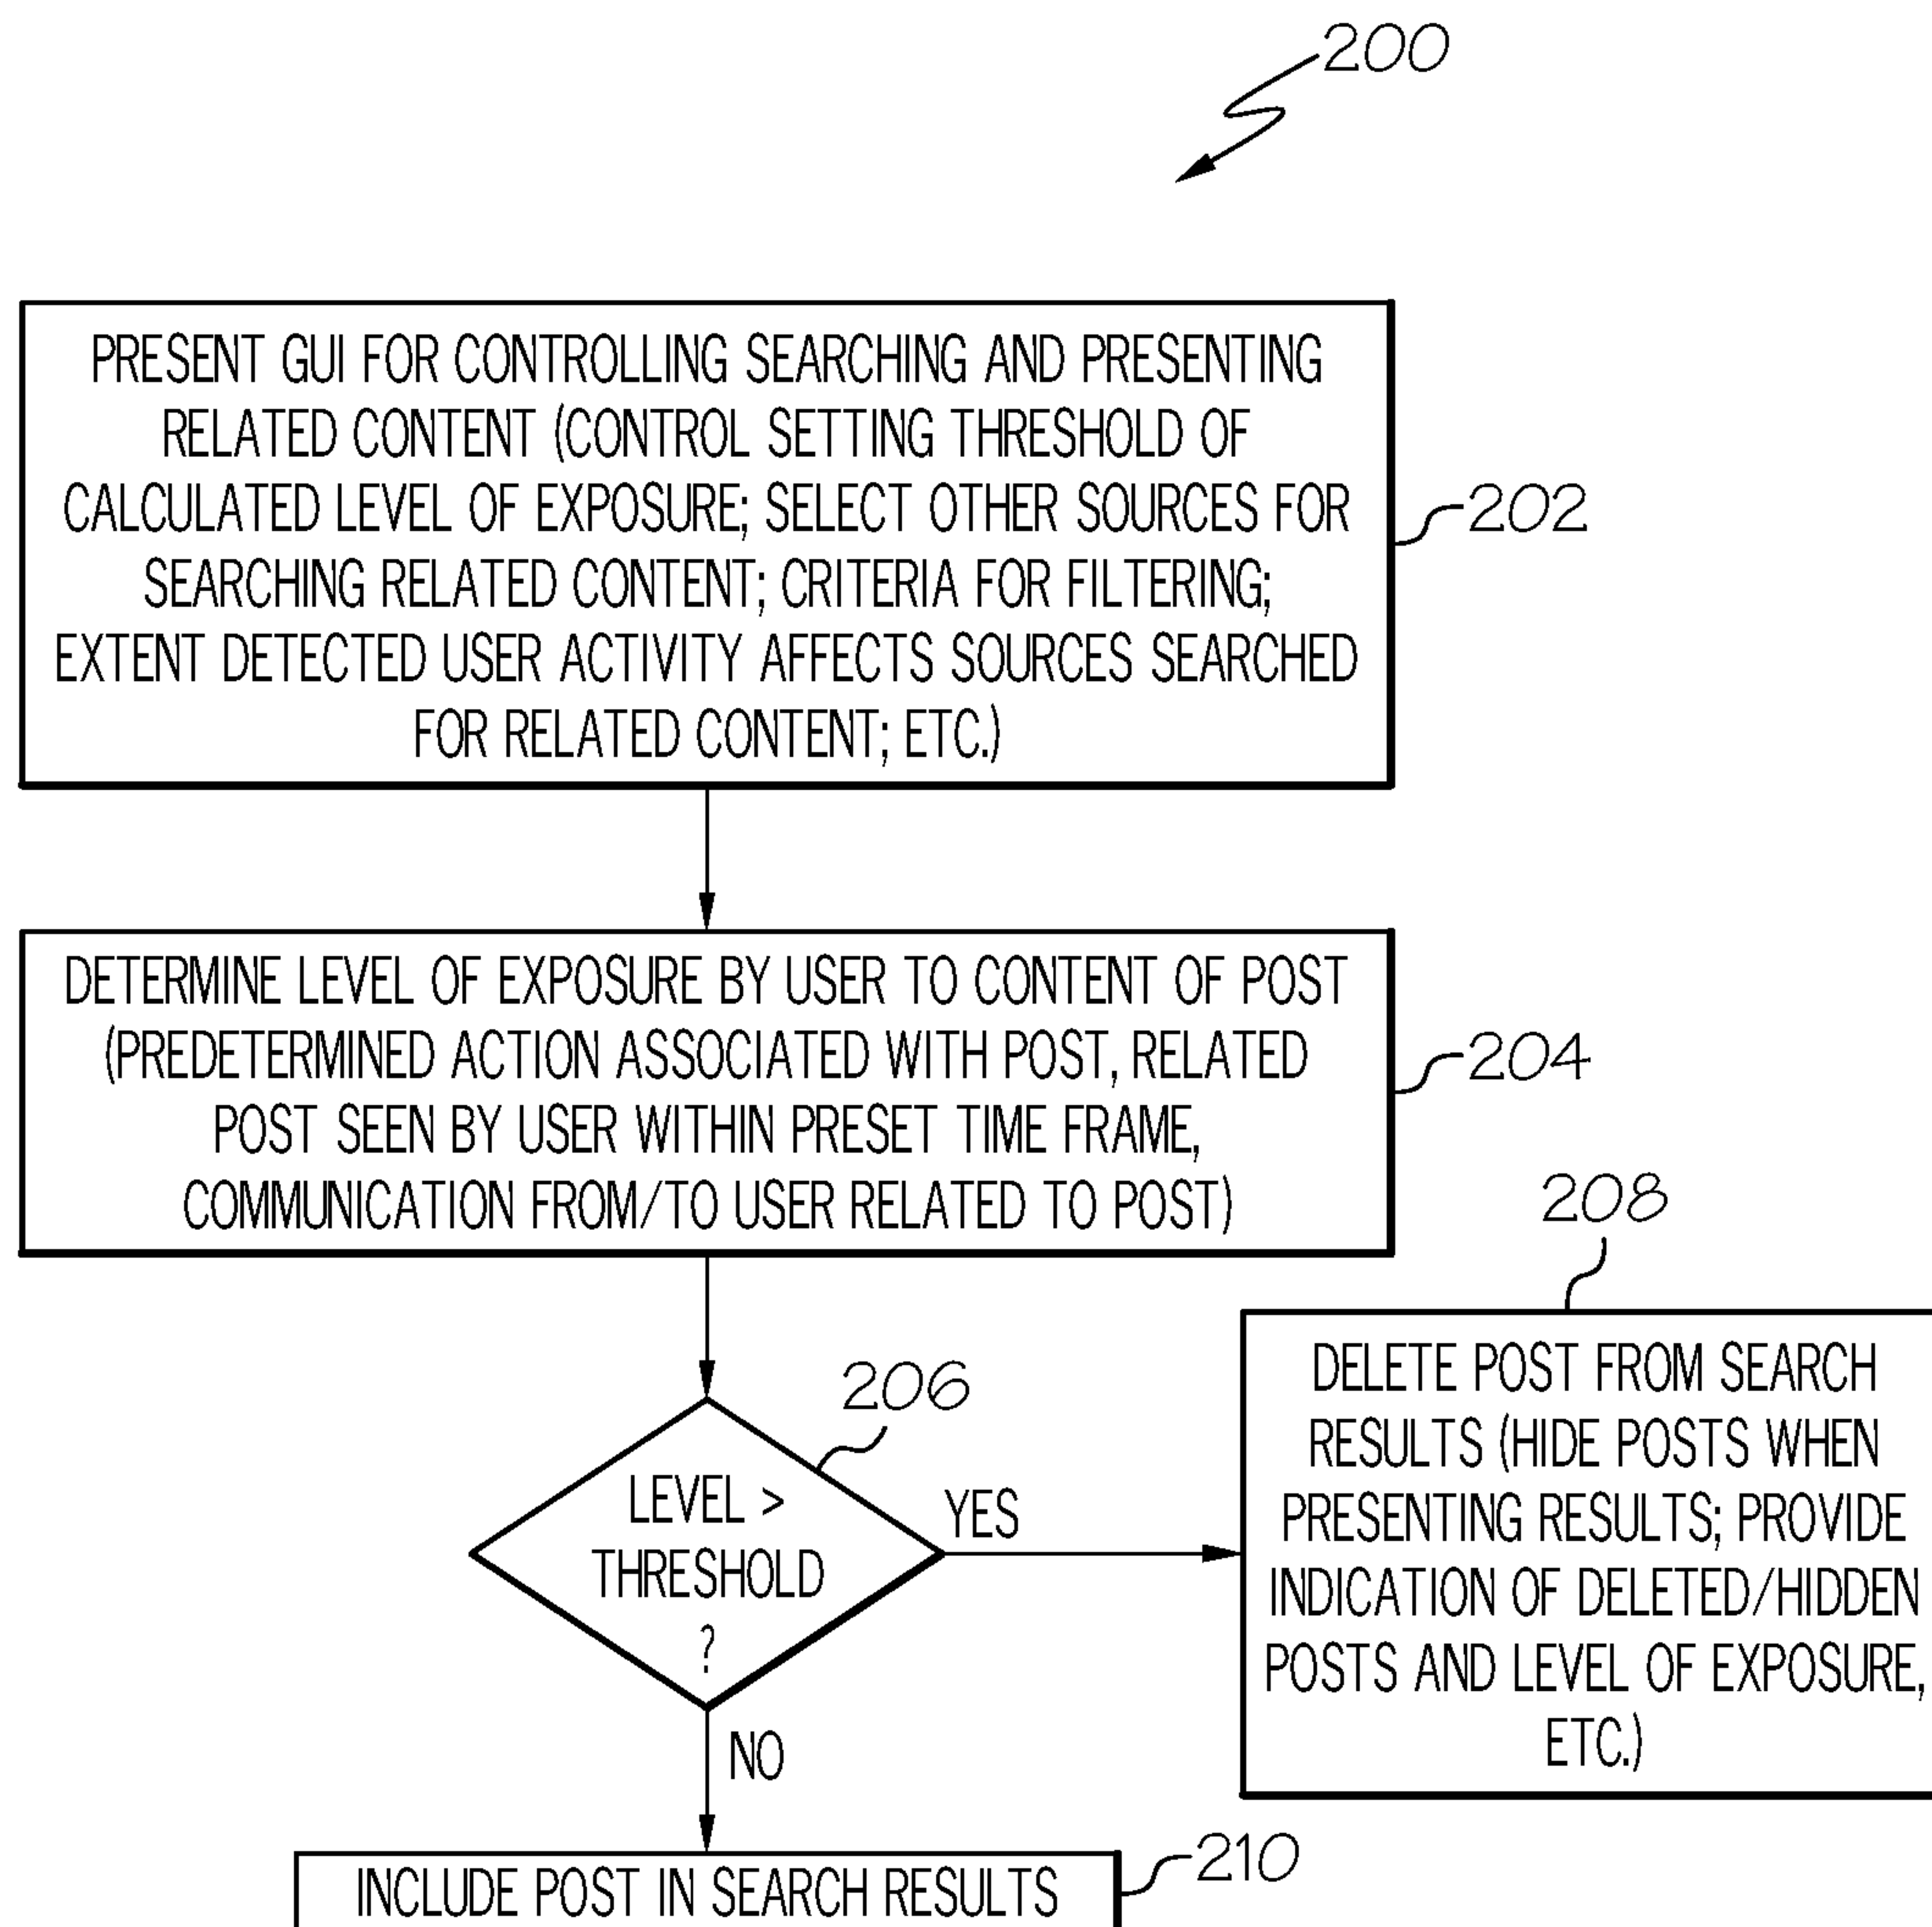 200
PRESENT GUI FOR CONTROLLING SEARCHING AND PRESENTING
RELATED CONTENT (CONTROL SETTING THRESHOLD OF
CALCULATED LEVEL OF EXPOSURE; SELECT OTHER SOURCES FOR
SEARCHING RELATED CONTENT; CRITERIA FOR FILTERING;
EXTENT DETECTED USER ACTIVITY AFFECTS SOURCES SEARCHED
FOR RELATED CONTENT; ETC.)
202
DETERMINE LEVEL OF EXPOSURE BY USER TO CONTENT OF POST
(PREDETERMINED ACTION ASSOCIATED WITH POST, RELATED
POST SEEN BY USER WITHIN PRESET TIME FRAME,
COMMUNICATION FROM/TO USER RELATED TO POST)
204
206
LEVEL >
THRESHOLD
?
YES
NO
208
DELETE POST FROM SEARCH
RESULTS (HIDE POSTS WHEN
PRESENTING RESULTS; PROVIDE
INDICATION OF DELETED/HIDDEN
POSTS AND LEVEL OF EXPOSURE,
ETC.)
INCLUDE POST IN SEARCH RESULTS
210